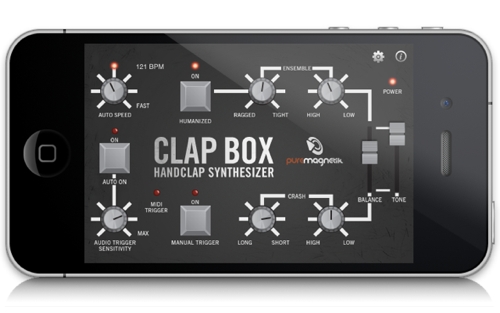 121 BPM
ON
ENSEMBLE
POWER
AUTO SPEED
FAST
HUMANIZED
RAGGED
TIGHT
HIGH
LOW
ON
AUTO ON
CLAP BOX
HANDCLAP SYNTHESIZER
puremagnetik
BALANCE
TONE
MIDI
TRIGGER
ON
CRASH
AUDIO TRIGGER
SENSITIVITY
MAX
MANUAL TRIGGER
LONG
SHORT
HIGH
LOW